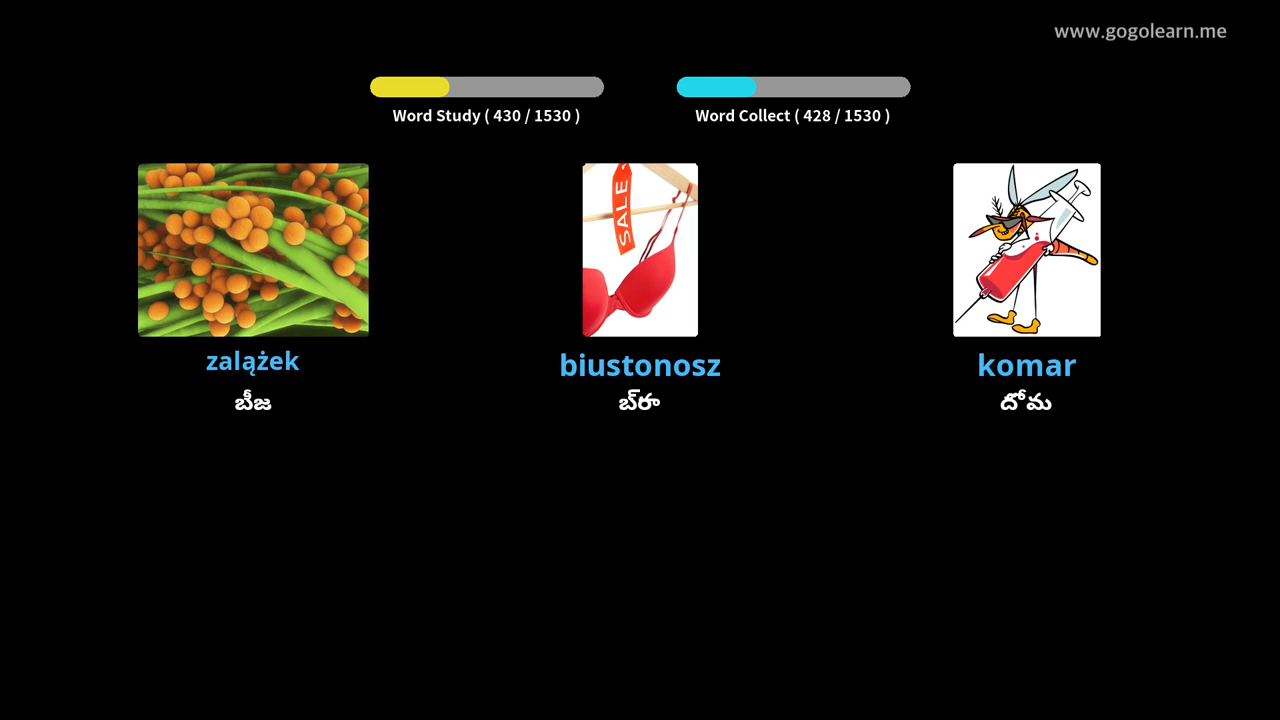 www.gogolearn.me
Word Study ( 430 / 1530 )
Word Collect ( 428 / 1530 )
SALE
zalążek
biustonosz
komar
బీజ
బ్రా
దోమ